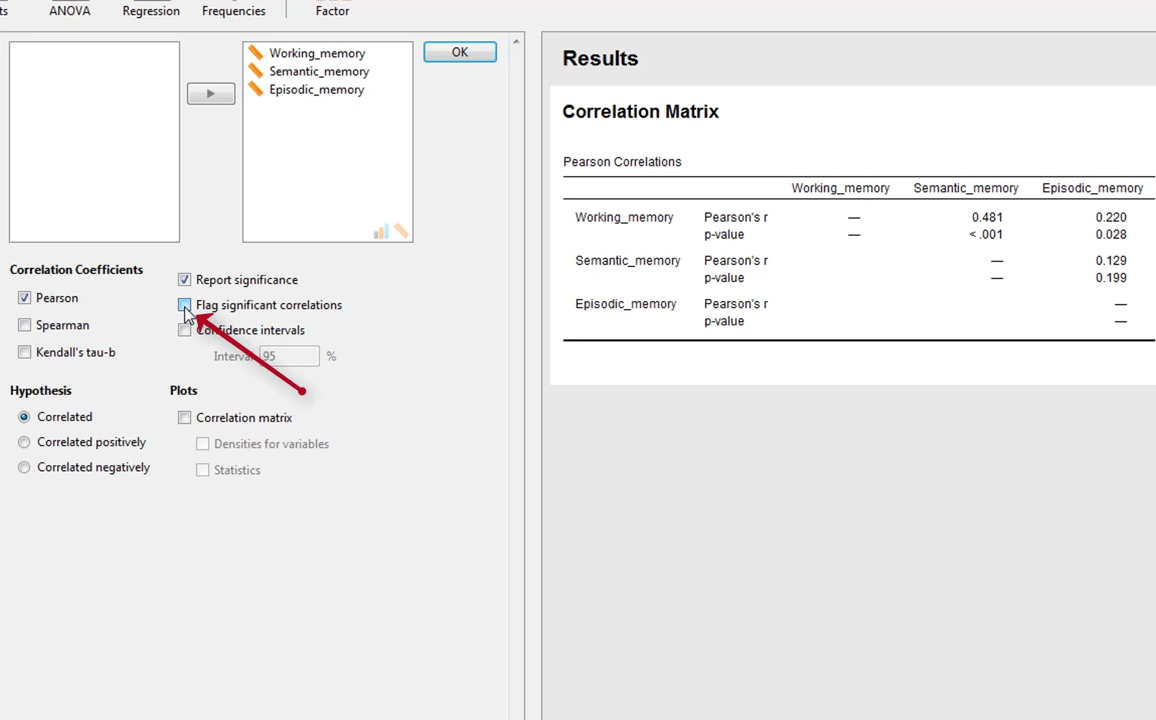 ts ANOVA Regression Frequencies Factor
Working_memory
Semantic_memory
Episodic_memory
OK
Correlation Coefficients
Pearson
Spearman
Kendall's tau-b
Report significance
Flag significant correlations
Confidence intervals
Interval 95 %
Hypothesis
Correlated
Correlated positively
Correlated negatively
Plots
Correlation matrix
Densities for variables
Statistics
Results
Correlation Matrix
Pearson Correlations
Working_memory Semantic_memory Episodic_memory
Working_memory Pearson's r — 0.481 0.220
p-value — < .001 0.028
Semantic_memory Pearson's r — 0.129
p-value — 0.199
Episodic_memory Pearson's r —
p-value —